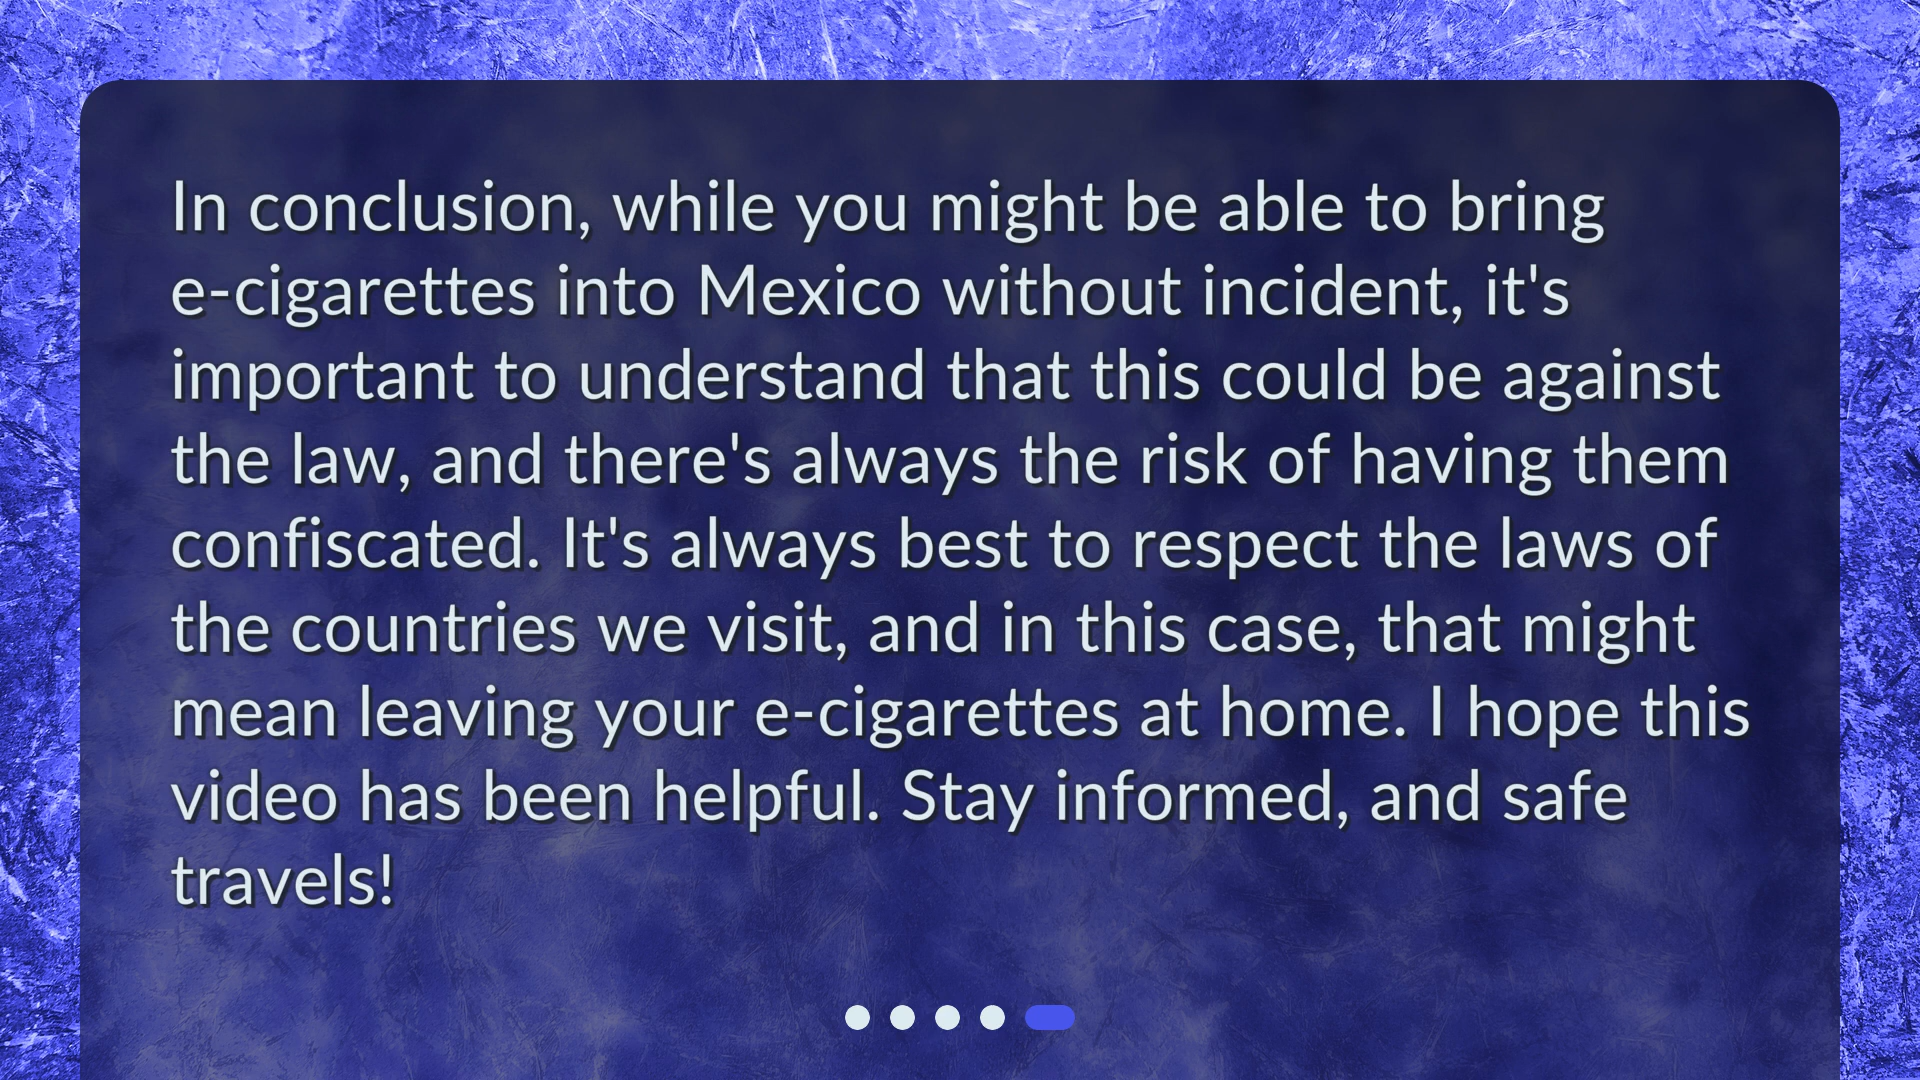 In conclusion, while you might be able to bring
e-cigarettes into Mexico without incident, it's
important to understand that this could be against
the law, and there's always the risk of having them
confiscated. It's always best to respect the laws of
the countries we visit, and in this case, that might
mean leaving your e-cigarettes at home. I hope this
video has been helpful. Stay informed, and safe
travels!